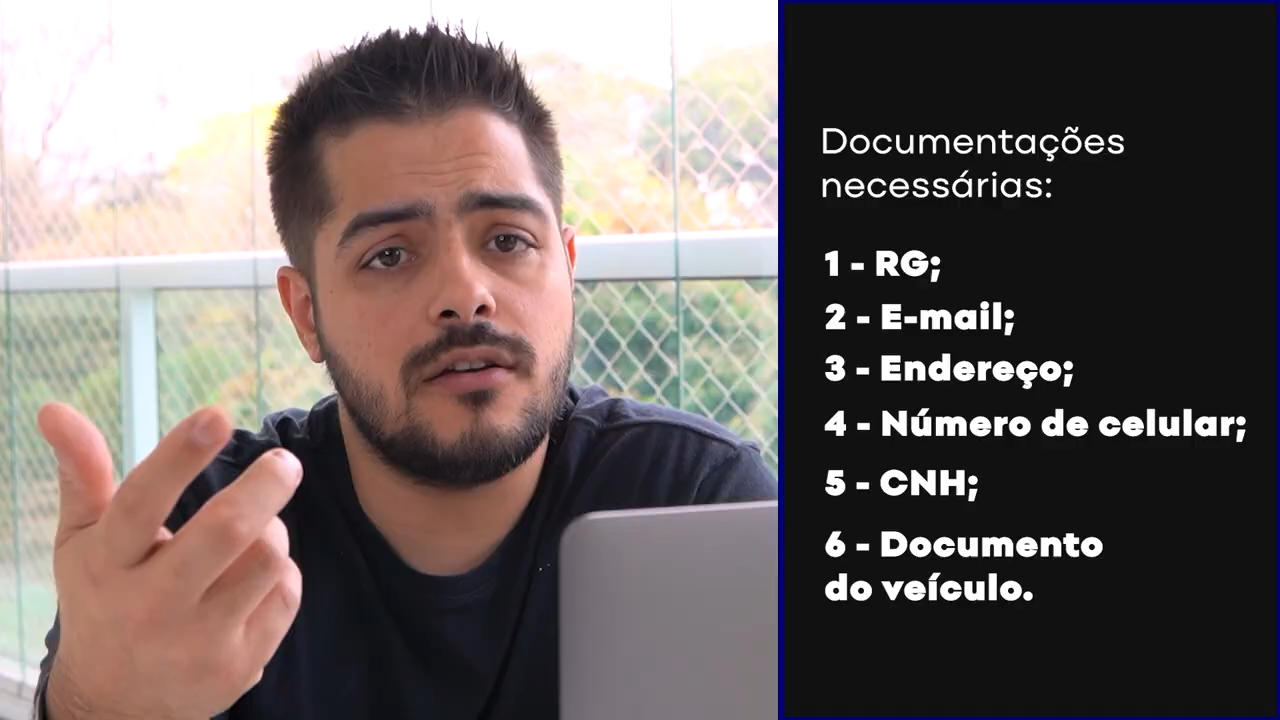 Documentações
necessárias:
1 - RG;
2 - E-mail;
3 - Endereço;
4 - Número de celular;
5 - CNH;
6 - Documento
do veículo.